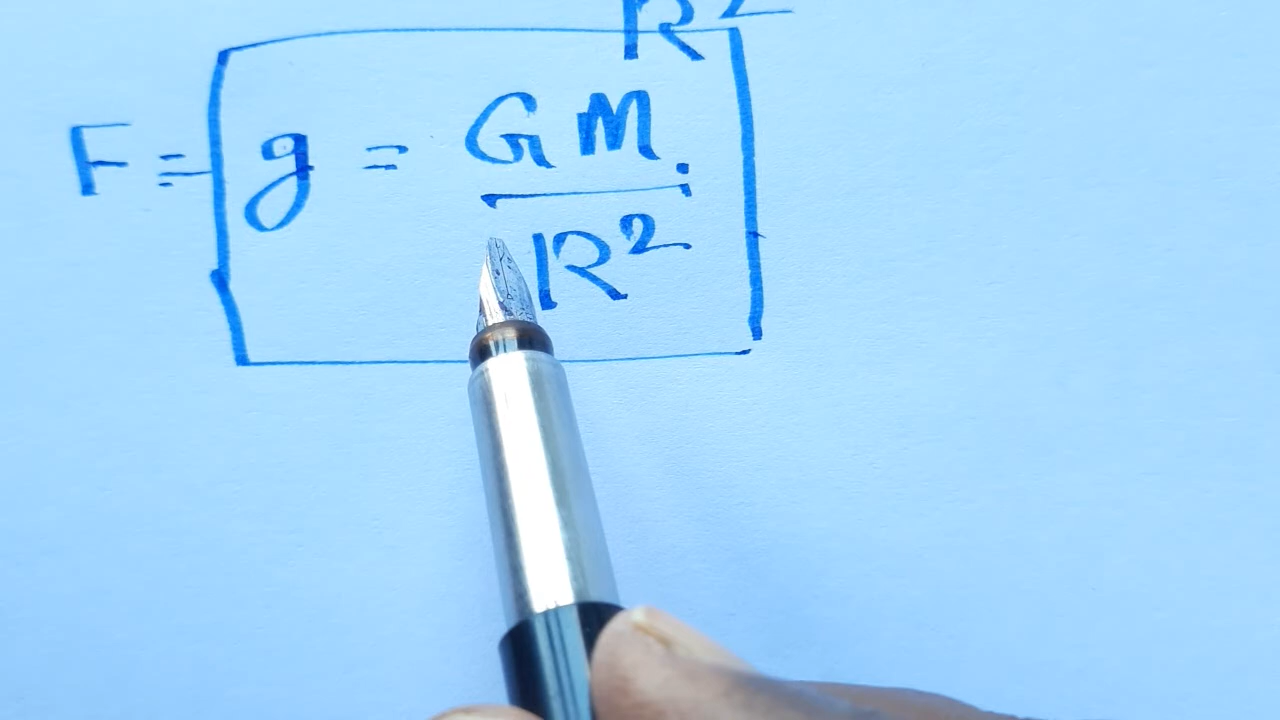 R²
F = g = GM
R²